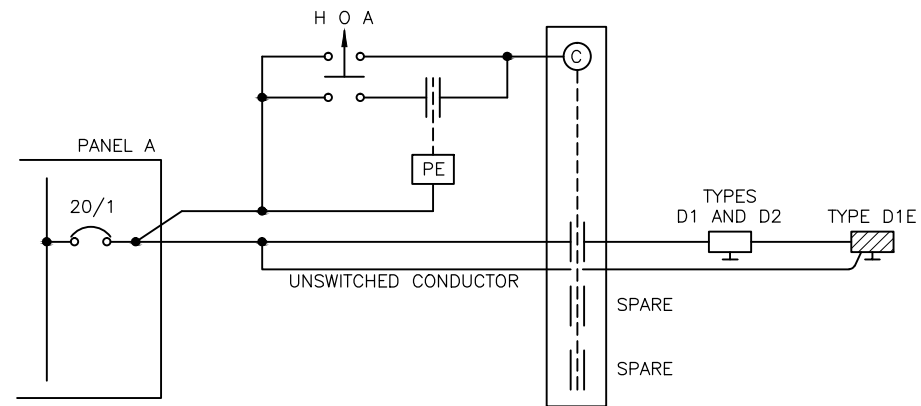 H O A
C
PANEL A
PE
20/1
TYPES
D1 AND D2
TYPE D1E
UNSWITCHED CONDUCTOR
SPARE
SPARE